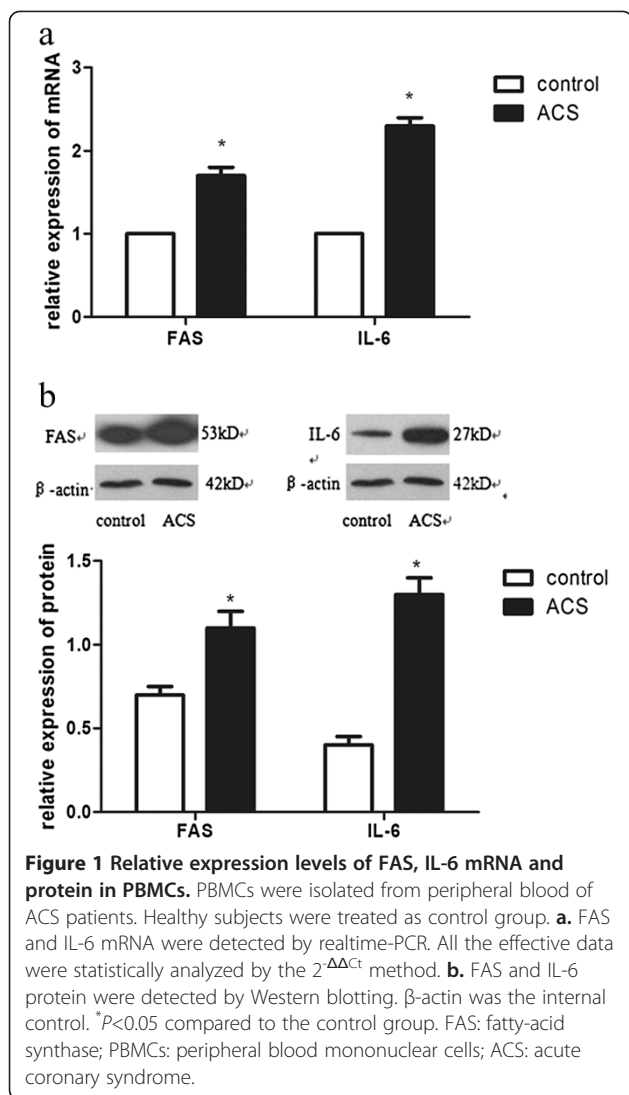 a
relative expression of mRNA
3
2
1
0
*
*
control
ACS
FAS
IL-6
b
FAS↵
53kD↵
IL-6
↵
27kD↵
β -actin·
42kD↵
β -actin
42kD↵
control ACS
control ACS↵
relative expression of protein
1.5
1.0
0.5
0.0
*
*
control
ACS
FAS
IL-6
Figure 1 Relative expression levels of FAS, IL-6 mRNA and
protein in PBMCs. PBMCs were isolated from peripheral blood of
ACS patients. Healthy subjects were treated as control group. a. FAS
and IL-6 mRNA were detected by realtime-PCR. All the effective data
were statistically analyzed by the 2-ΔΔCt method. b. FAS and IL-6
protein were detected by Western blotting. β-actin was the internal
control. *P<0.05 compared to the control group. FAS: fatty-acid
synthase; PBMCs: peripheral blood mononuclear cells; ACS: acute
coronary syndrome.